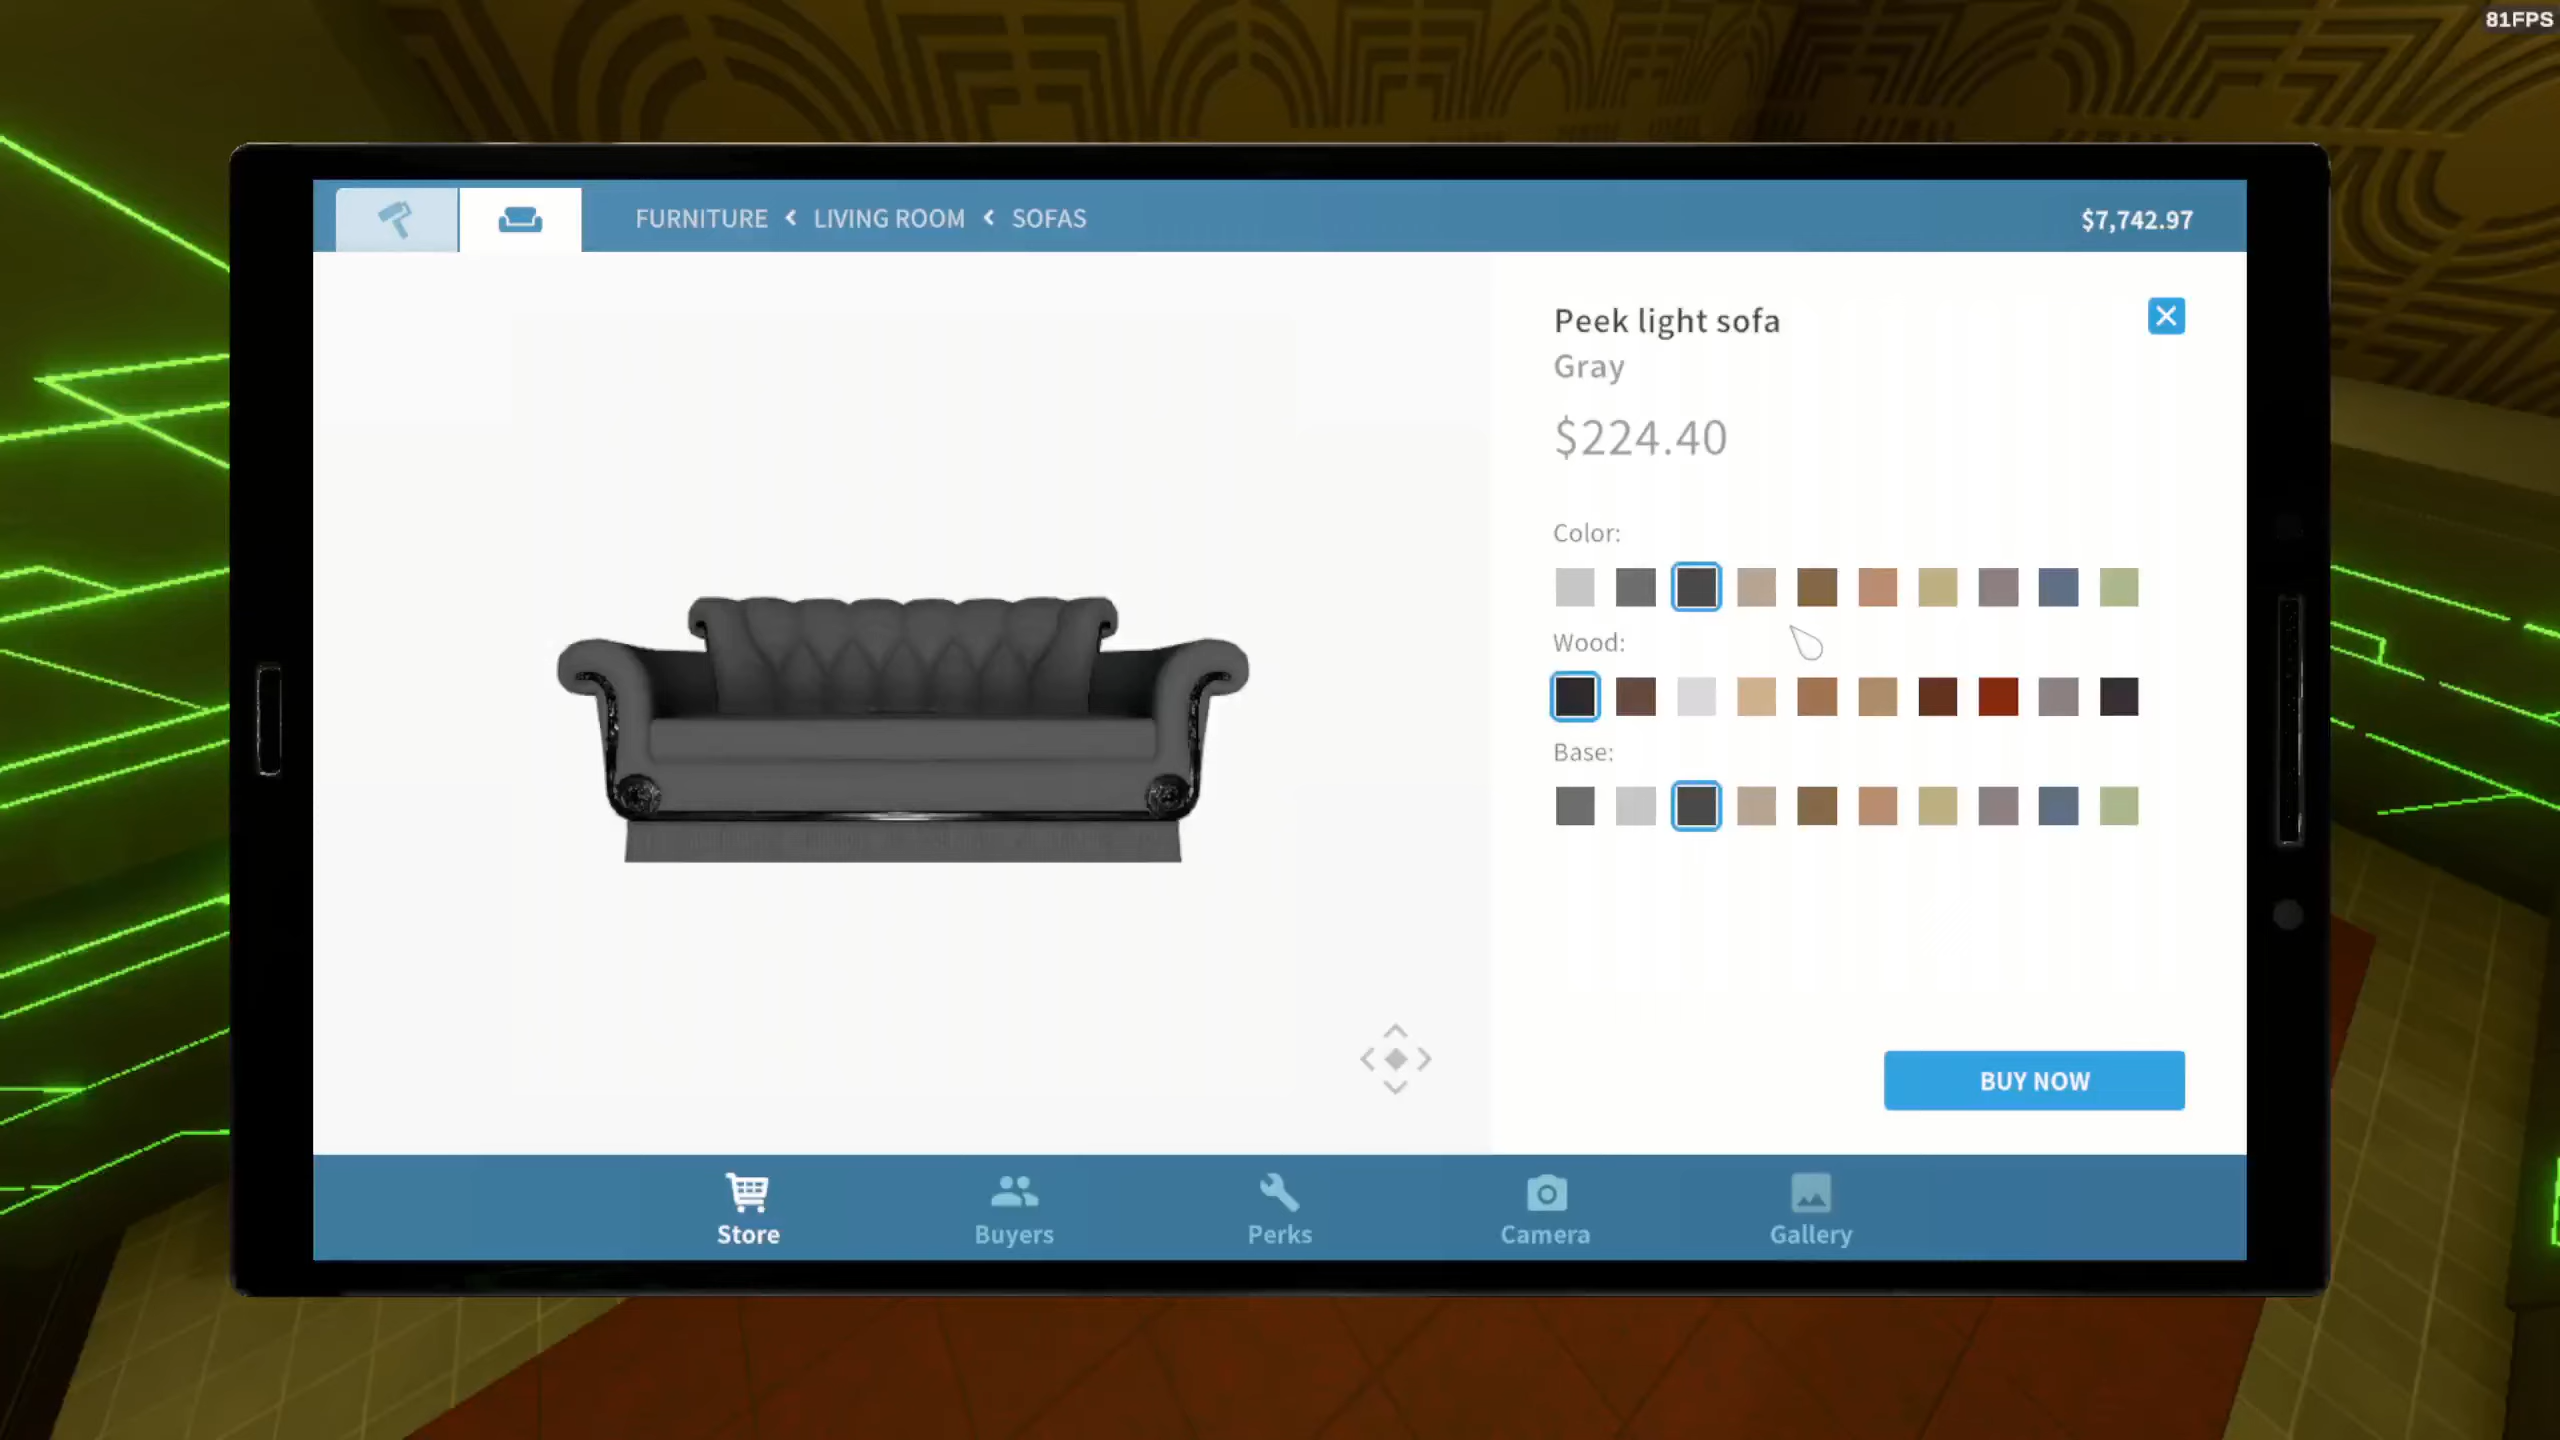 81FPS
FURNITURE < LIVING ROOM < SOFAS
$7,742.97
Peek light sofa
Gray
$224.40
Color:
Wood:
Base:
BUY NOW
Store
Buyers
Perks
Camera
Gallery